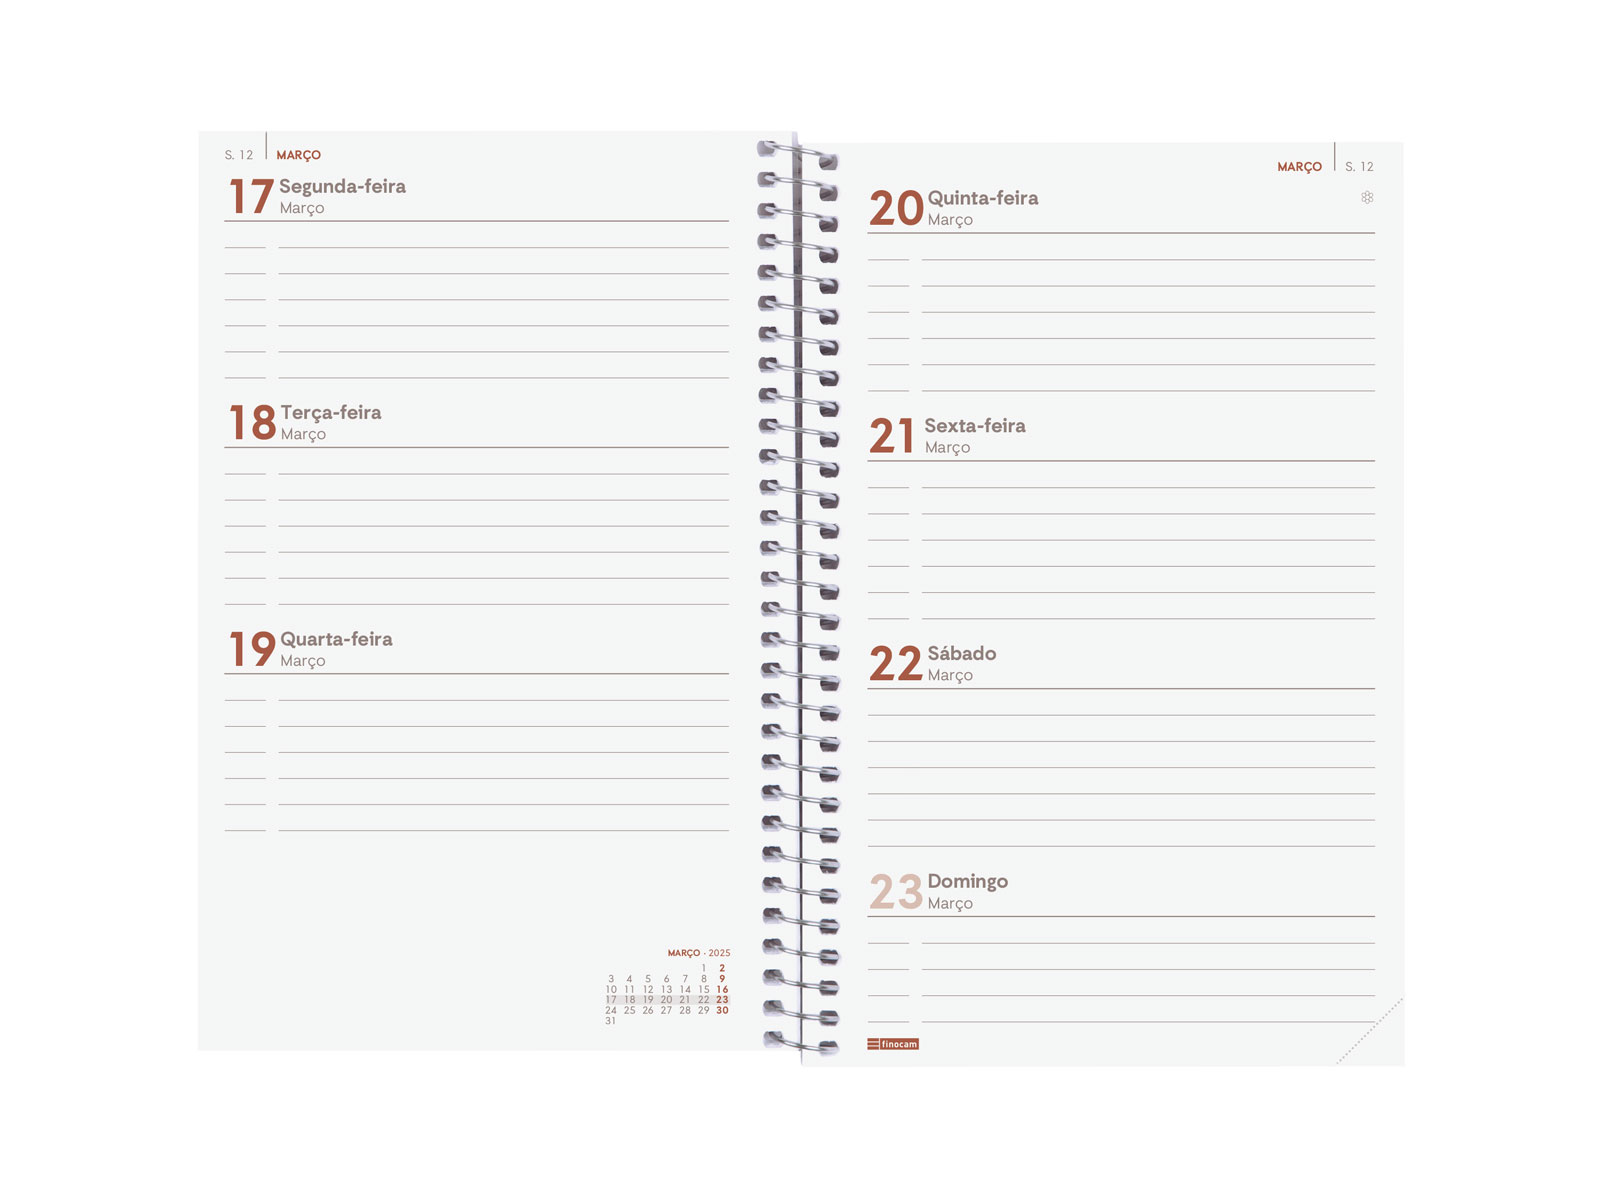 S. 12 MARÇO
17 Segunda-feira
Março
18 Terça-feira
Março
19 Quarta-feira
Março
MARÇO · 2025
1 2
3 4 5 6 7 8 9
10 11 12 13 14 15 16
17 18 19 20 21 22 23
24 25 26 27 28 29 30
31
MARÇO S. 12
20 Quinta-feira
Março
21 Sexta-feira
Março
22 Sábado
Março
23 Domingo
Março
finocam